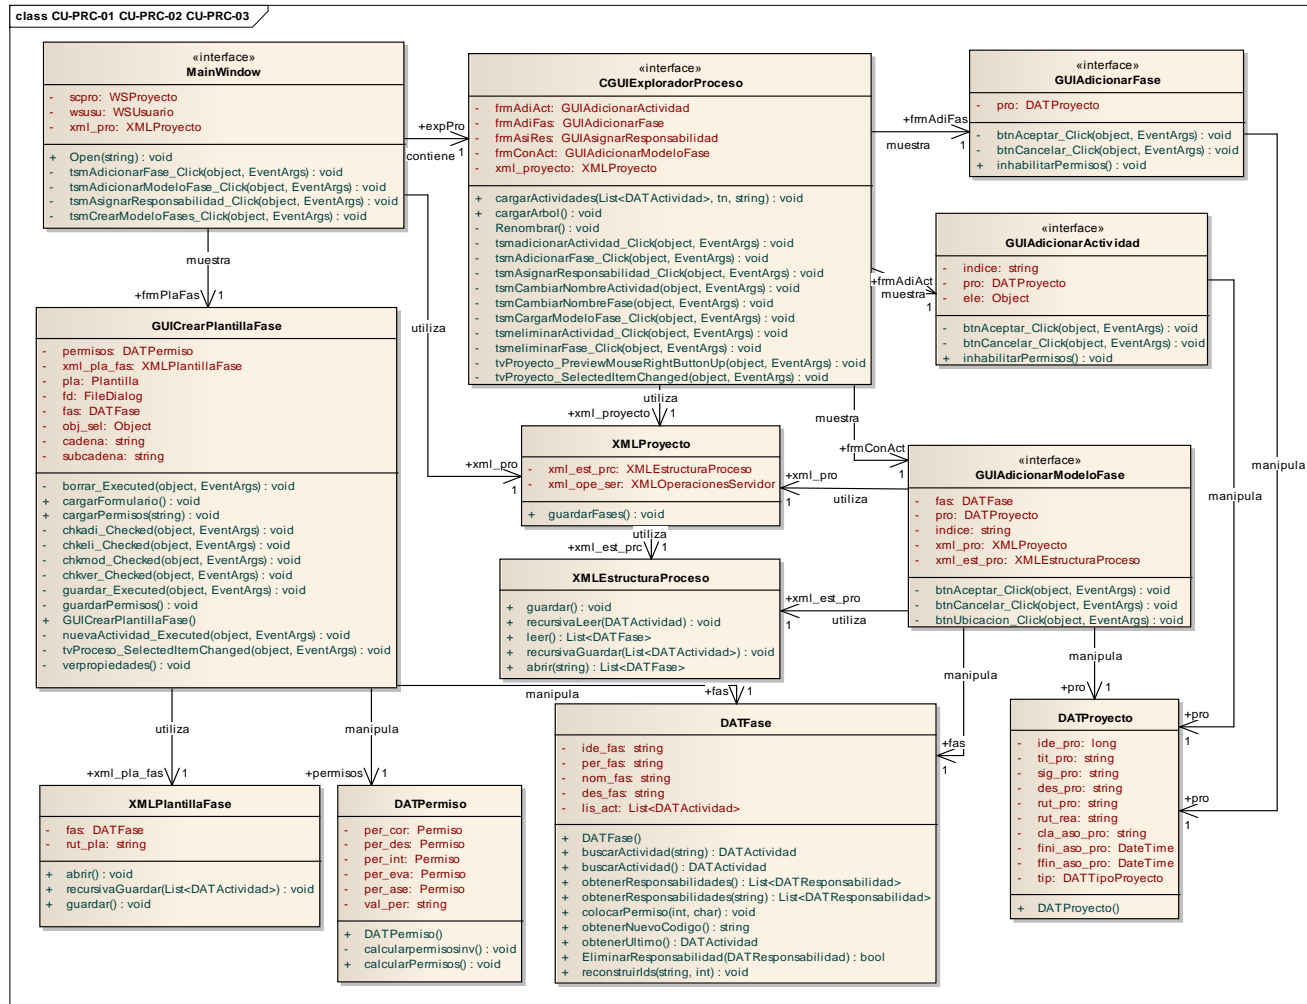 class CU-PRC-01 CU-PRC-02 CU-PRC-03
«interface»
MainWindow
- scpro: WSProyecto
- wsusu: WSUsuario
- xml_pro: XMLProyecto
+ Open(string) : void
- tsmAdicionarFase_Click(object, EventArgs) : void
- tsmAdicionarModeloFase_Click(object, EventArgs) : void
- tsmAsignarResponsabilidad_Click(object, EventArgs) : void
- tsmCrearModeloFases_Click(object, EventArgs) : void
+expPro
contiene 1
«interface»
CGUIExploradorProceso
- frmAdiAct: GUIAdicionarActividad
- frmAdiFas: GUIAdicionarFase
- frmAsiRes: GUIAsignarResponsabilidad
- frmConAct: GUIAdicionarModeloFase
- xml_proyecto: XMLProyecto
+ cargarActividades(List<DATActividad>, tn, string) : void
+ cargarArbol() : void
- Renombrar() : void
- tsmadicionarActividad_Click(object, EventArgs) : void
- tsmAdicionarFase_Click(object, EventArgs) : void
- tsmAsignarResponsabilidad_Click(object, EventArgs) : void
- tsmCambiarNombreActividad(object, EventArgs) : void
- tsmCambiarNombreFase(object, EventArgs) : void
- tsmCargarModeloFase_Click(object, EventArgs) : void
- tsmeliminarActividad_Click(object, EventArgs) : void
- tsmeliminarFase_Click(object, EventArgs) : void
- tvProyecto_PreviewMouseRightButtonUp(object, EventArgs) : void
- tvProyecto_SelectedItemChanged(object, EventArgs) : void
+frmAdiFas
muestra 1
«interface»
GUIAdicionarFase
- pro: DATProyecto
- btnAceptar_Click(object, EventArgs) : void
- btnCancelar_Click(object, EventArgs) : void
+ inhabilitarPermisos() : void
+frmAdiAct
muestra
1
«interface»
GUIAdicionarActividad
- indice: string
- pro: DATProyecto
- ele: Object
- btnAceptar_Click(object, EventArgs) : void
- btnCancelar_Click(object, EventArgs) : void
+ inhabilitarPermisos() : void
muestra
+frmPlaFas 1
utiliza
GUICrearPlantillaFase
- permisos: DATPermiso
- xml_pla_fas: XMLPlantillaFase
- pla: Plantilla
- fd: FileDialog
- fas: DATFase
- obj_sel: Object
- cadena: string
- subcadena: string
- borrar_Executed(object, EventArgs) : void
+ cargarFormulario() : void
+ cargarPermisos(string) : void
- chkadi_Checked(object, EventArgs) : void
- chkeli_Checked(object, EventArgs) : void
- chkmod_Checked(object, EventArgs) : void
- chkver_Checked(object, EventArgs) : void
- guardar_Executed(object, EventArgs) : void
- guardarPermisos() : void
+ GUICrearPlantillaFase()
- nuevaActividad_Executed(object, EventArgs) : void
- tvProceso_SelectedItemChanged(object, EventArgs) : void
- verpropiedades() : void
utiliza
+xml_proyecto 1
+xml_pro
1
XMLProyecto
- xml_est_prc: XMLEstructuraProceso
- xml_ope_ser: XMLOperacionesServidor
+ guardarFases() : void
muestra
+frmConAct
1
+xml_pro
1 utiliza
«interface»
GUIAdicionarModeloFase
- fas: DATFase
- pro: DATProyecto
- indice: string
- xml_pro: XMLProyecto
- xml_est_pro: XMLEstructuraProceso
- btnAceptar_Click(object, EventArgs) : void
- btnCancelar_Click(object, EventArgs) : void
- btnUbicacion_Click(object, EventArgs) : void
manipula
manipula
utiliza
+xml_est_prc 1
XMLEstructuraProceso
+ guardar() : void
+ recursivaLeer(DATActividad) : void
+ leer() : List<DATFase>
+ recursivaGuardar(List<DATActividad>) : void
+ abrir(string) : List<DATFase>
+xml_est_pro
1 utiliza
manipula
+pro 1
manipula
+fas
1
+pro
1
+pro
1
manipula
+fas 1
utiliza
+xml_pla_fas 1
manipula
+permisos 1
XMLPlantillaFase
- fas: DATFase
- rut_pla: string
+ abrir() : void
+ recursivaGuardar(List<DATActividad>) : void
+ guardar() : void
DATPermiso
- per_cor: Permiso
- per_des: Permiso
- per_int: Permiso
- per_eva: Permiso
- per_ase: Permiso
- val_per: string
+ DATPermiso()
- calcularpermisosinv() : void
+ calcularPermisos() : void
DATFase
- ide_fas: string
- per_fas: string
- nom_fas: string
- des_fas: string
- lis_act: List<DATActividad>
+ DATFase()
+ buscarActividad(string) : DATActividad
+ buscarActividad() : DATActividad
+ obtenerResponsabilidades() : List<DATResponsabilidad>
+ obtenerResponsabilidades(string) : List<DATResponsabilidad>
+ colocarPermiso(int, char) : void
+ obtenerNuevoCodigo() : string
+ obtenerUltimo() : DATActividad
+ EliminarResponsabilidad(DATResponsabilidad) : bool
+ reconstruirIds(string, int) : void
DATProyecto
- ide_pro: long
- tit_pro: string
- sig_pro: string
- des_pro: string
- rut_pro: string
- rut_rea: string
- cla_aso_pro: string
- fini_aso_pro: DateTime
- ffin_aso_pro: DateTime
- tip: DATTipoProyecto
+ DATProyecto()